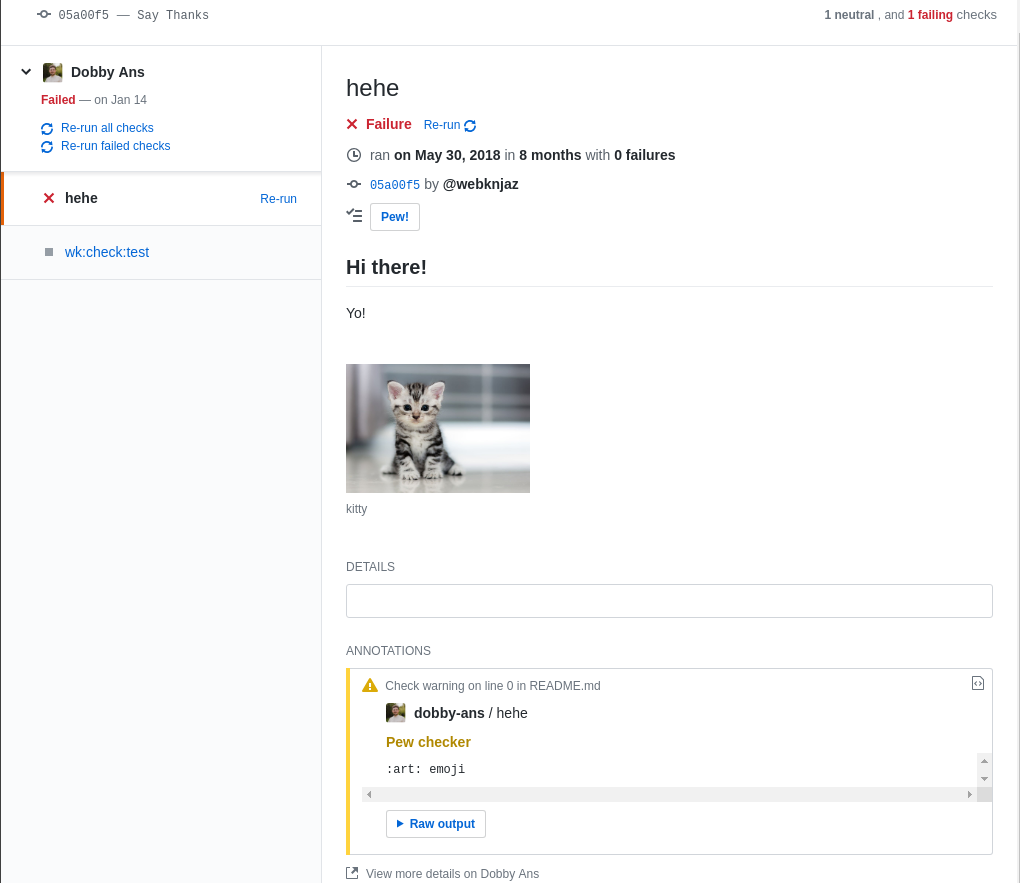 05a00f5 — Say Thanks
1 neutral , and 1 failing checks
Dobby Ans
Failed — on Jan 14
Re-run all checks
Re-run failed checks
hehe
Re-run
wk:check:test
hehe
Failure Re-run
ran on May 30, 2018 in 8 months with 0 failures
05a00f5 by @webknjaz
Pew!
Hi there!
Yo!
kitty
DETAILS
ANNOTATIONS
Check warning on line 0 in README.md
dobby-ans / hehe
Pew checker
:art: emoji
Raw output
View more details on Dobby Ans